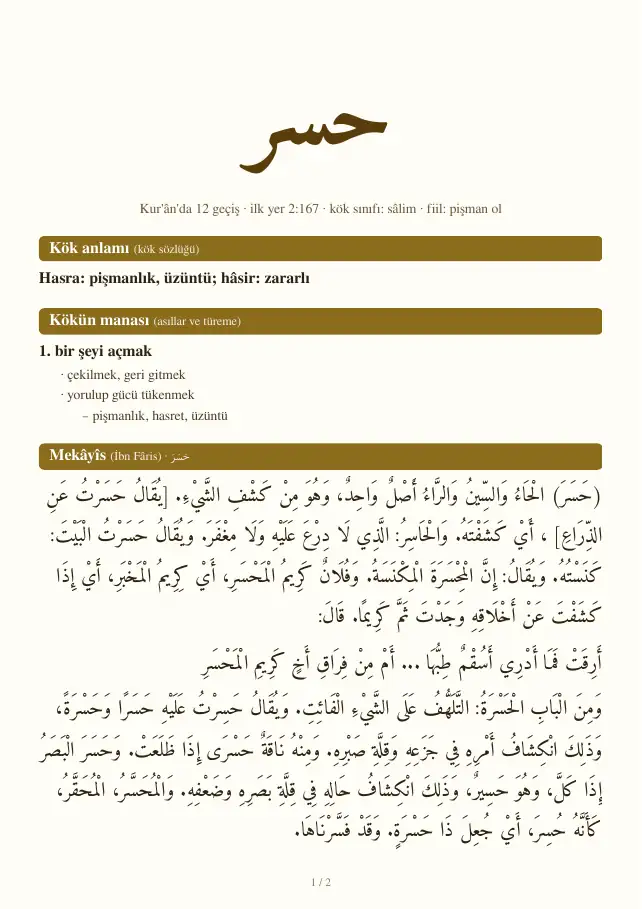 حسر
Kur'ân'da 12 geçiş · ilk yer 2:167 · kök sınıfı: sâlim · fiil: pişman ol
Kök anlamı (kök sözlüğü)
Hasra: pişmanlık, üzüntü; hâsir: zararlı
Kökün manası (asıllar ve türeme)
1. bir şeyi açmak
· çekilmek, geri gitmek
· yorulup gücü tükenmek
– pişmanlık, hasret, üzüntü
Mekâyîs (İbn Fâris) · حَسَرَ
(حَسَرَ) الْحَاءُ وَالسِّينُ وَالرَّاءُ أَصْلٌ وَاحِدٌ، وَهُوَ مِنْ كَشْفِ الشَّيْءِ. [يُقَالُ حَسَرْتُ عَنِ
الذِّرَاعِ] ، أَيْ كَشَفْتَهُ. وَالْحَاسِرُ: الَّذِي لَا دِرْعَ عَلَيْهِ وَلَا مِغْفَرَ. وَيُقَالُ حَسَرْتُ الْبَيْتَ:
كَنَسْتُهُ. وَيُقَالُ: إِنَّ الْمِحْسَرَةَ الْمِكْنَسَةُ. وَفُلَانٌ كَرِيمُ الْمَحْسَرِ، أَيْ كَرِيمُ الْمَخْبَرِ، أَيْ إِذَا
كَشَفْتَ عَنْ أَخْلَاقِهِ وَجَدْتَ ثَمَّ كَرِيمًا. قَالَ:
أَرِقَتْ فَمَا أَدْرِي أَسُقْمٌ طِبُّهَا ... أَمْ مِنْ فِرَاقِ أَخٍ كَرِيمِ الْمَحْسَرِ
وَمِنَ الْبَابِ الْحَسْرَةُ: التَّلَهُّفُ عَلَى الشَّيْءِ الْفَائِتِ. وَيُقَالُ حَسِرْتُ عَلَيْهِ حَسَرًا وَحَسْرَةً،
وَذَلِكَ انْكِشَافُ أَمْرِهِ فِي جَزَعِهِ وَقِلَّةِ صَبْرِهِ. وَمِنْهُ نَاقَةٌ حَسْرَى إِذَا ظَلَعَتْ. وَحَسَرَ الْبَصَرُ
إِذَا كَلَّ، وَهُوَ حَسِيرٌ، وَذَلِكَ انْكِشَافُ حَالِهِ فِي قِلَّةِ بَصَرِهِ وَضَعْفِهِ. وَالْمُحَسَّرُ، الْمُحَقَّرُ،
كَأَنَّهُ حُسِرَ، أَيْ جُعِلَ ذَا حَسْرَةٍ. وَقَدْ فَسَّرْنَاهَا.
1 / 2